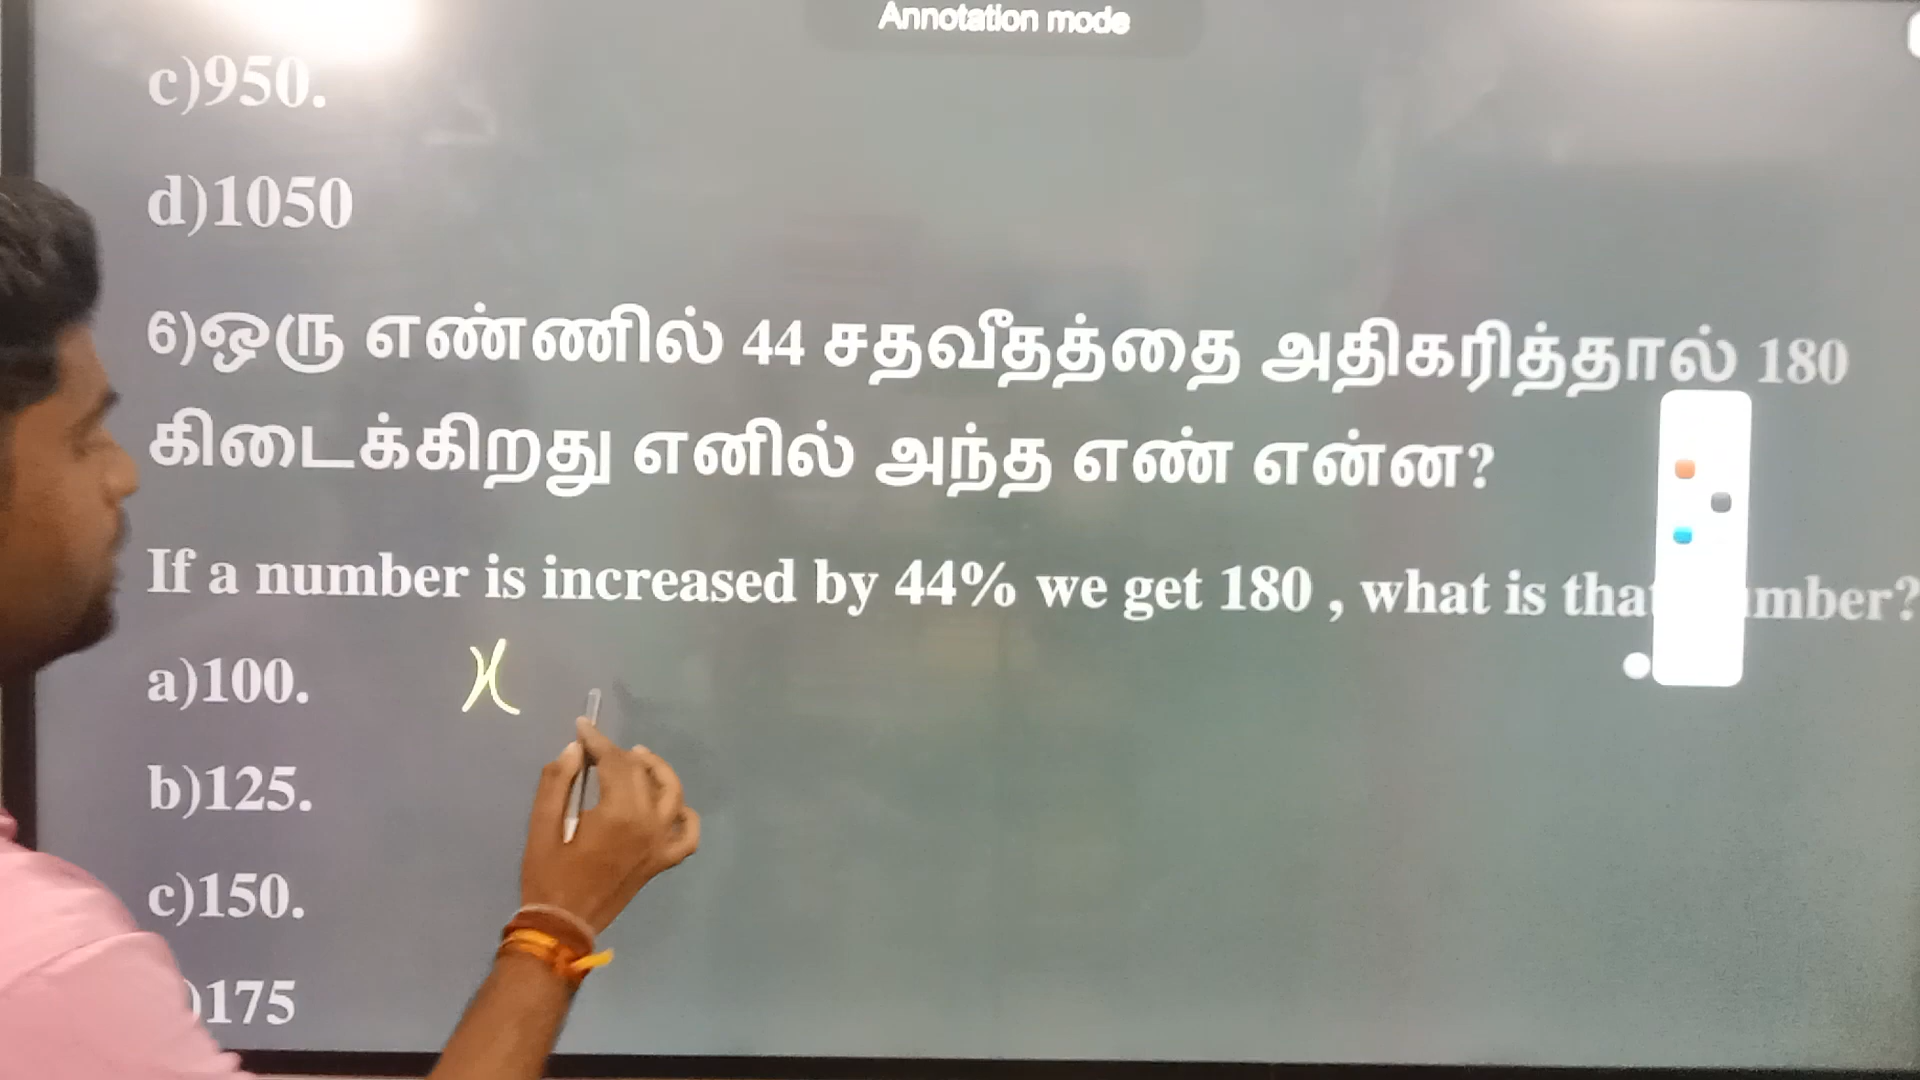 Annotation mode
c)950.
d)1050
6)ஒரு எண்ணில் 44 சதவீதத்தை அதிகரித்தால் 180
கிடைக்கிறது எனில் அந்த எண் என்ன?
If a number is increased by 44% we get 180 , what is that mber?
a)100.
x
b)125.
c)150.
)175